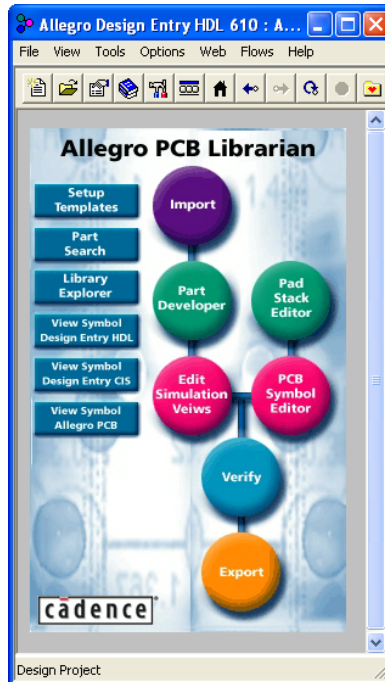 Allegro Design Entry HDL 610 : A...
File View Tools Options Web Flows Help
Allegro PCB Librarian
Setup
Templates
Part
Search
Library
Explorer
View Symbol
Design Entry HDL
View Symbol
Design Entry CIS
View Symbol
Allegro PCB
Import
Part
Developer
Pad
Stack
Editor
Edit
Simulation
Veiws
PCB
Symbol
Editor
Verify
Export
cādence
Design Project